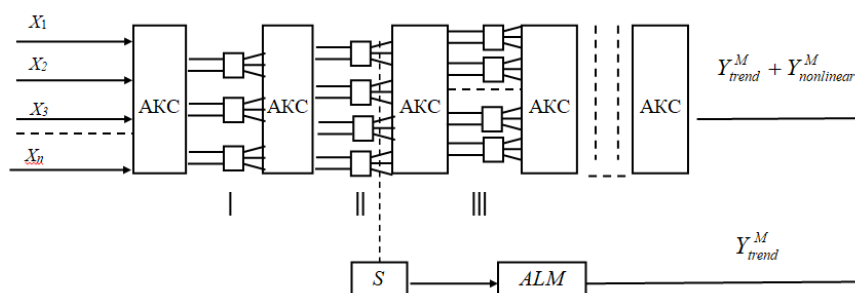 X1
X2
X3
Xn
АКС
АКС
АКС
АКС
АКС
Y^M_trend + Y^M_nonlinear
I
II
III
Y^M_trend
S
ALM